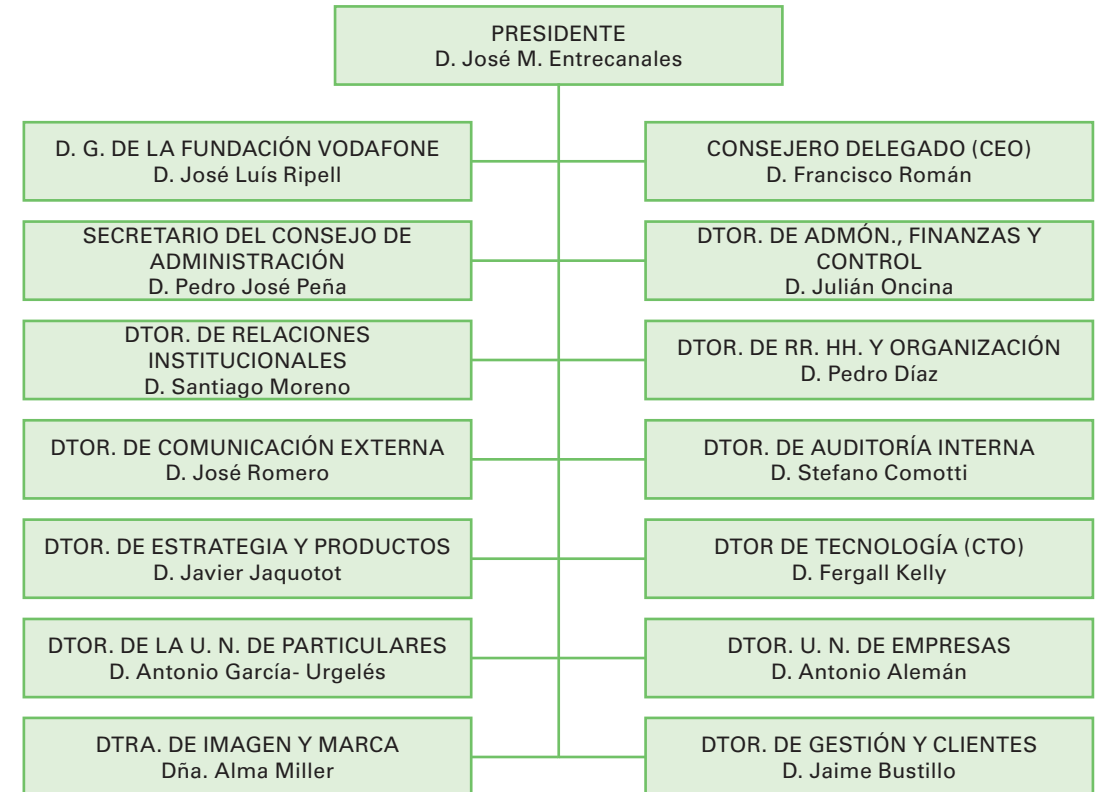 PRESIDENTE
D. José M. Entrecanales
D. G. DE LA FUNDACIÓN VODAFONE
D. José Luís Ripell
CONSEJERO DELEGADO (CEO)
D. Francisco Román
SECRETARIO DEL CONSEJO DE
ADMINISTRACIÓN
D. Pedro José Peña
DTOR. DE ADMÓN., FINANZAS Y
CONTROL
D. Julián Oncina
DTOR. DE RELACIONES
INSTITUCIONALES
D. Santiago Moreno
DTOR. DE RR. HH. Y ORGANIZACIÓN
D. Pedro Díaz
DTOR. DE COMUNICACIÓN EXTERNA
D. José Romero
DTOR. DE AUDITORÍA INTERNA
D. Stefano Comotti
DTOR. DE ESTRATEGIA Y PRODUCTOS
D. Javier Jaquotot
DTOR DE TECNOLOGÍA (CTO)
D. Fergall Kelly
DTOR. DE LA U. N. DE PARTICULARES
D. Antonio García- Urgelés
DTOR. U. N. DE EMPRESAS
D. Antonio Alemán
DTRA. DE IMAGEN Y MARCA
Dña. Alma Miller
DTOR. DE GESTIÓN Y CLIENTES
D. Jaime Bustillo